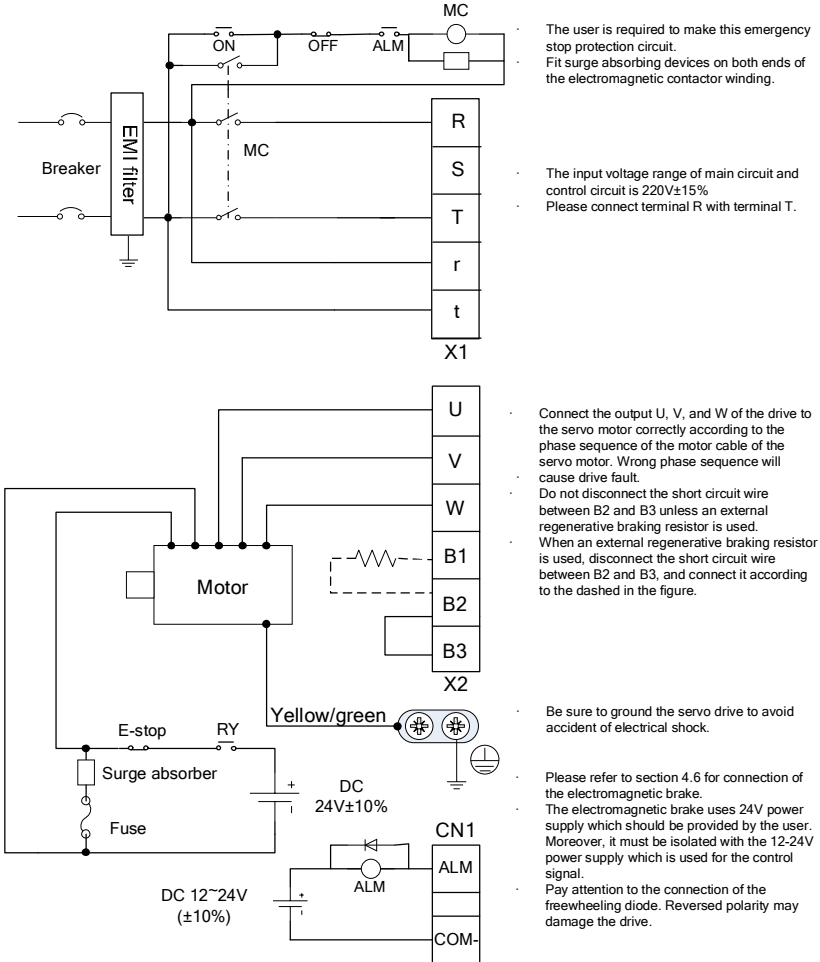 MC
ON
OFF
ALM
· The user is required to make this emergency
stop protection circuit.
· Fit surge absorbing devices on both ends of
the electromagnetic contactor winding.
Breaker
EMI filter
MC
R
S
T
r
t
X1
· The input voltage range of main circuit and
control circuit is 220V±15%
· Please connect terminal R with terminal T.
U
V
W
B1
B2
B3
X2
Motor
· Connect the output U, V, and W of the drive to
the servo motor correctly according to the
phase sequence of the motor cable of the
servo motor. Wrong phase sequence will
· cause drive fault.
· Do not disconnect the short circuit wire
between B2 and B3 unless an external
regenerative braking resistor is used.
· When an external regenerative braking resistor
is used, disconnect the short circuit wire
between B2 and B3, and connect it according
to the dashed in the figure.
Yellow/green
· Be sure to ground the servo drive to avoid
accident of electrical shock.
E-stop
RY
Surge absorber
Fuse
+
-
DC
24V±10%
· Please refer to section 4.6 for connection of
the electromagnetic brake.
· The electromagnetic brake uses 24V power
supply which should be provided by the user.
Moreover, it must be isolated with the 12-24V
power supply which is used for the control
signal.
· Pay attention to the connection of the
freewheeling diode. Reversed polarity may
damage the drive.
CN1
ALM
ALM
COM-
DC 12~24V
(±10%)
+
-